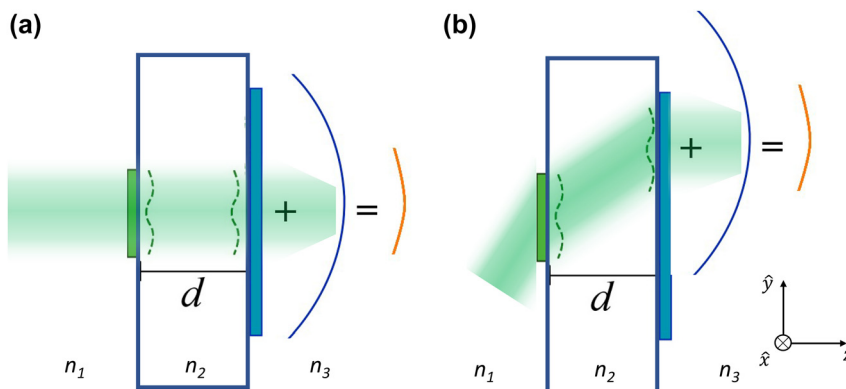 (a)
+ =
d
n1 n2 n3
(b)
+ =
d
n1 n2 n3
ŷ
x̂